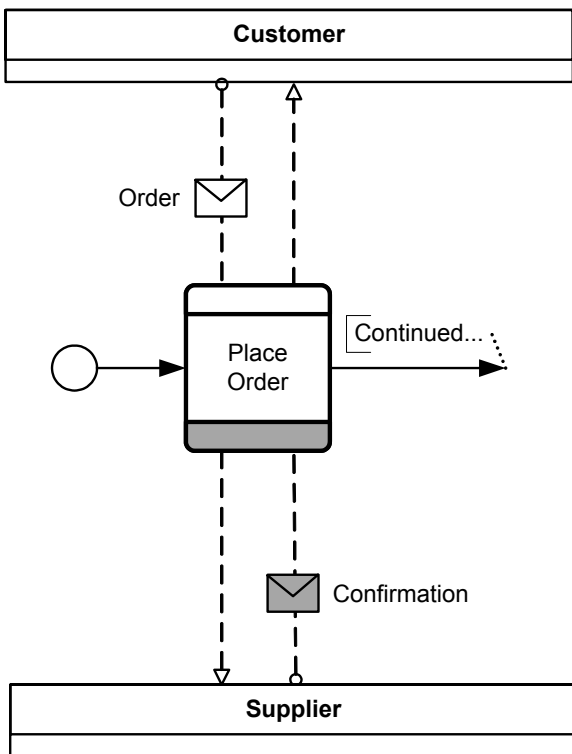 Customer
Order
Continued...
Place
Order
Confirmation
Supplier